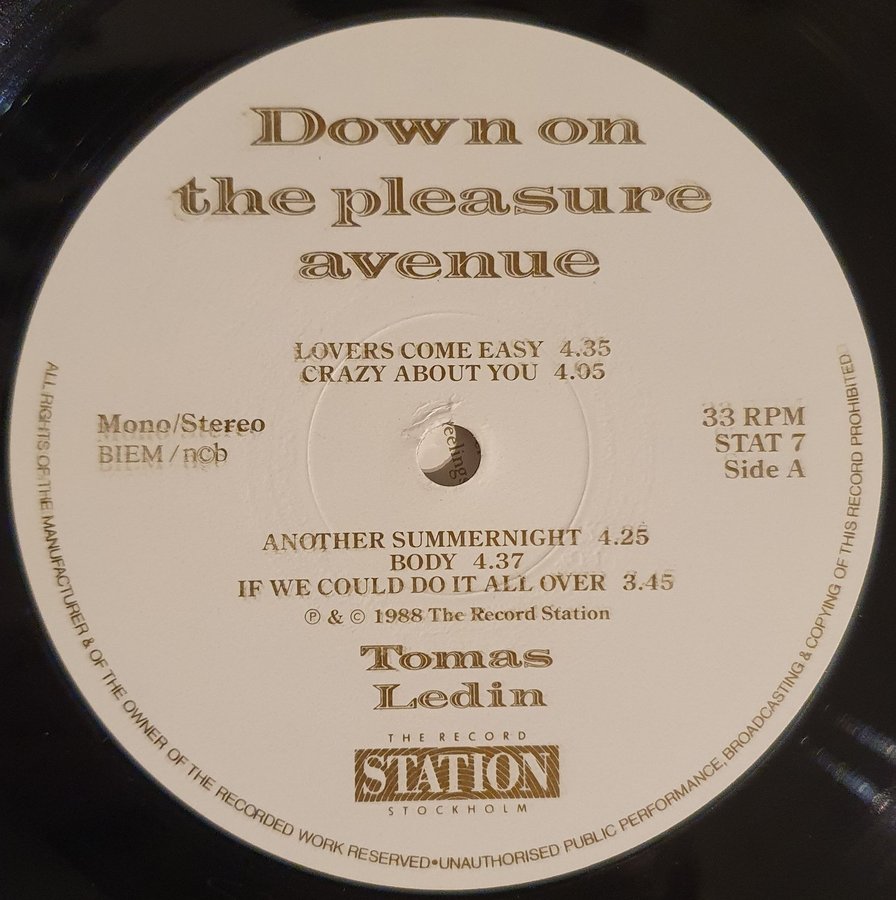 Down on
the pleasure
avenue
LOVERS COME EASY 4.35
CRAZY ABOUT YOU 4.05
Mono/Stereo
BIEM / n©b
33 RPM
STAT 7
Side A
feelings
ANOTHER SUMMERNIGHT 4.25
BODY 4.37
IF WE COULD DO IT ALL OVER 3.45
℗ & © 1988 The Record Station
Tomas
Ledin
THE RECORD
STATION
STOCKHOLM
ALL RIGHTS OF THE MANUFACTURER & OF THE OWNER OF THE RECORDED WORK RESERVED•UNAUTHORISED PUBLIC PERFORMANCE, BROADCASTING & COPYING OF THIS RECORD PROHIBITED